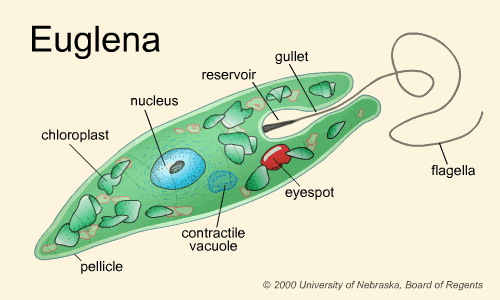 Euglena
gullet
reservoir
nucleus
chloroplast
flagella
eyespot
contractile
vacuole
pellicle
© 2000 University of Nebraska, Board of Regents